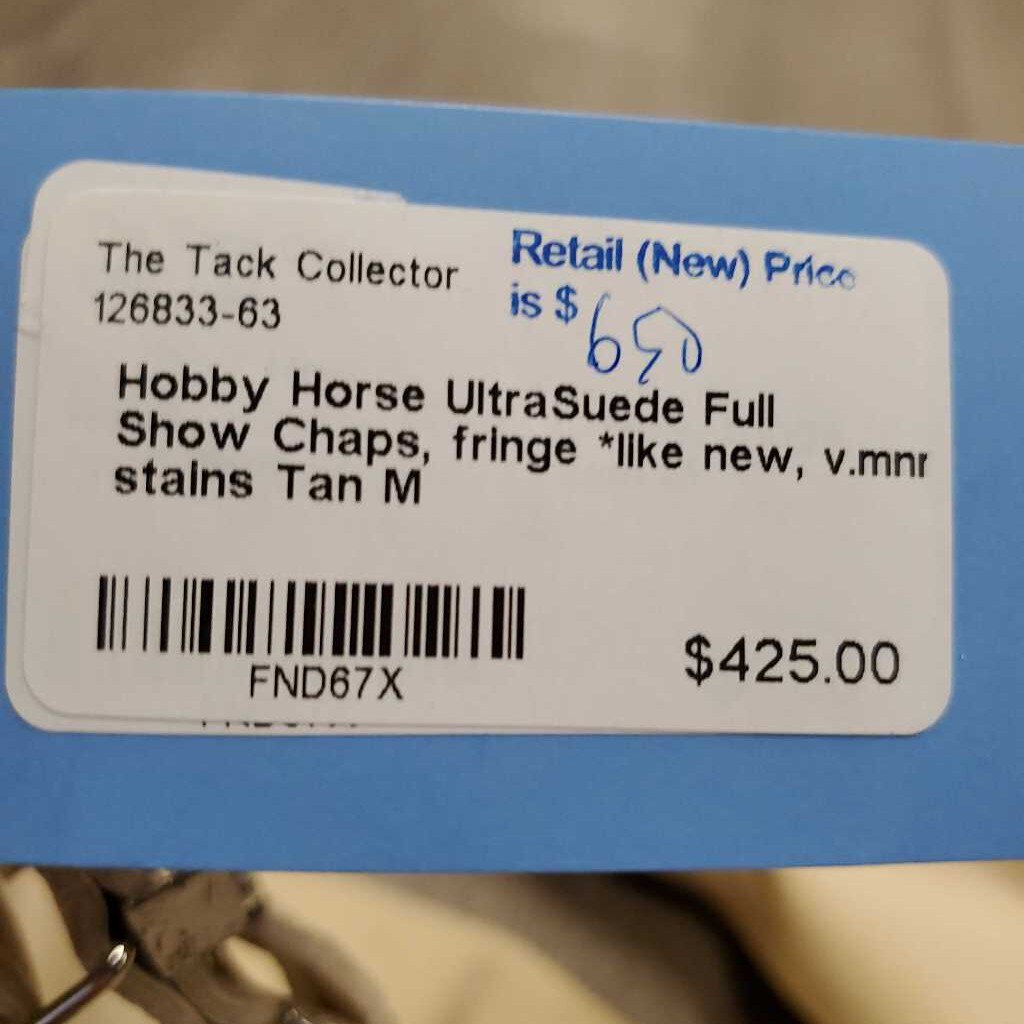 The Tack Collector
126833-63
Retail (New) Price
is $ 650
Hobby Horse UltraSuede Full
Show Chaps, fringe *like new, v.mnr
stains Tan M
FND67X
$425.00